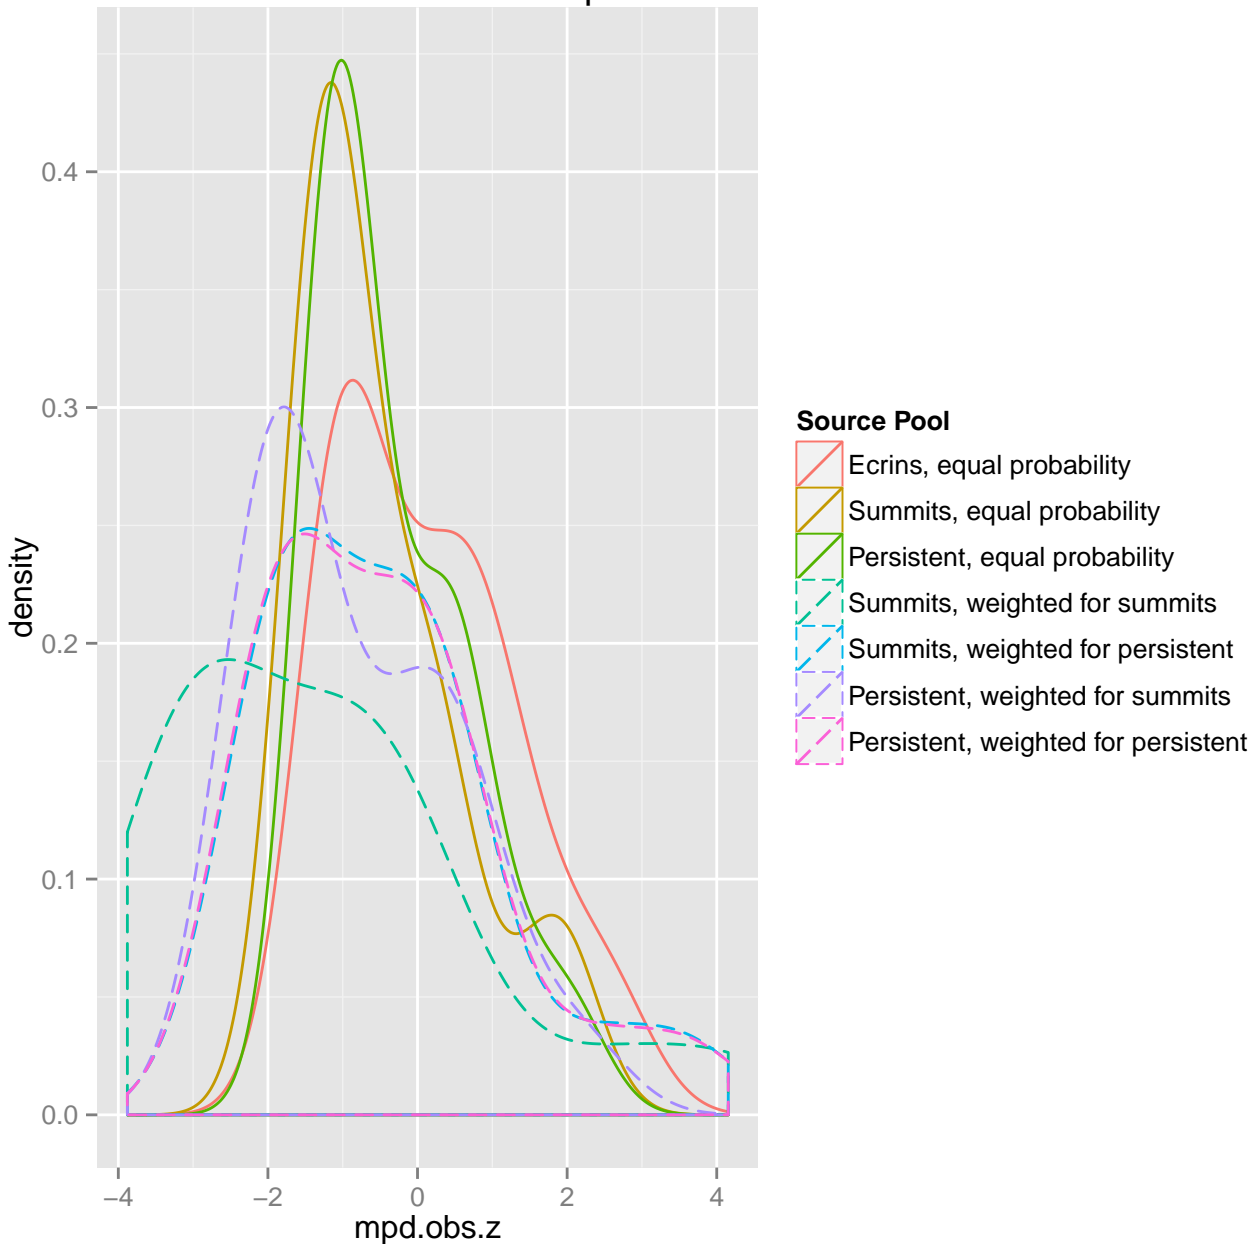 0.4
0.3
0.2
0.1
0.0
density
−4
−2
0
2
4
mpd.obs.z
Source Pool
Ecrins, equal probability
Summits, equal probability
Persistent, equal probability
Summits, weighted for summits
Summits, weighted for persistent
Persistent, weighted for summits
Persistent, weighted for persistent